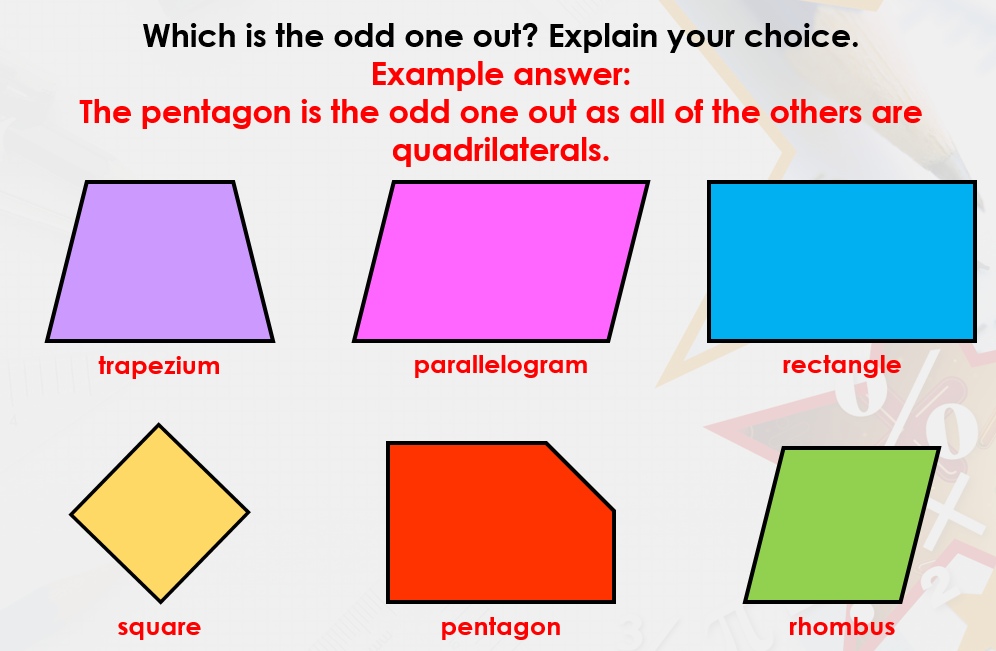 Which is the odd one out? Explain your choice.
Example answer:
The pentagon is the odd one out as all of the others are
quadrilaterals.
trapezium
parallelogram
rectangle
square
pentagon
rhombus